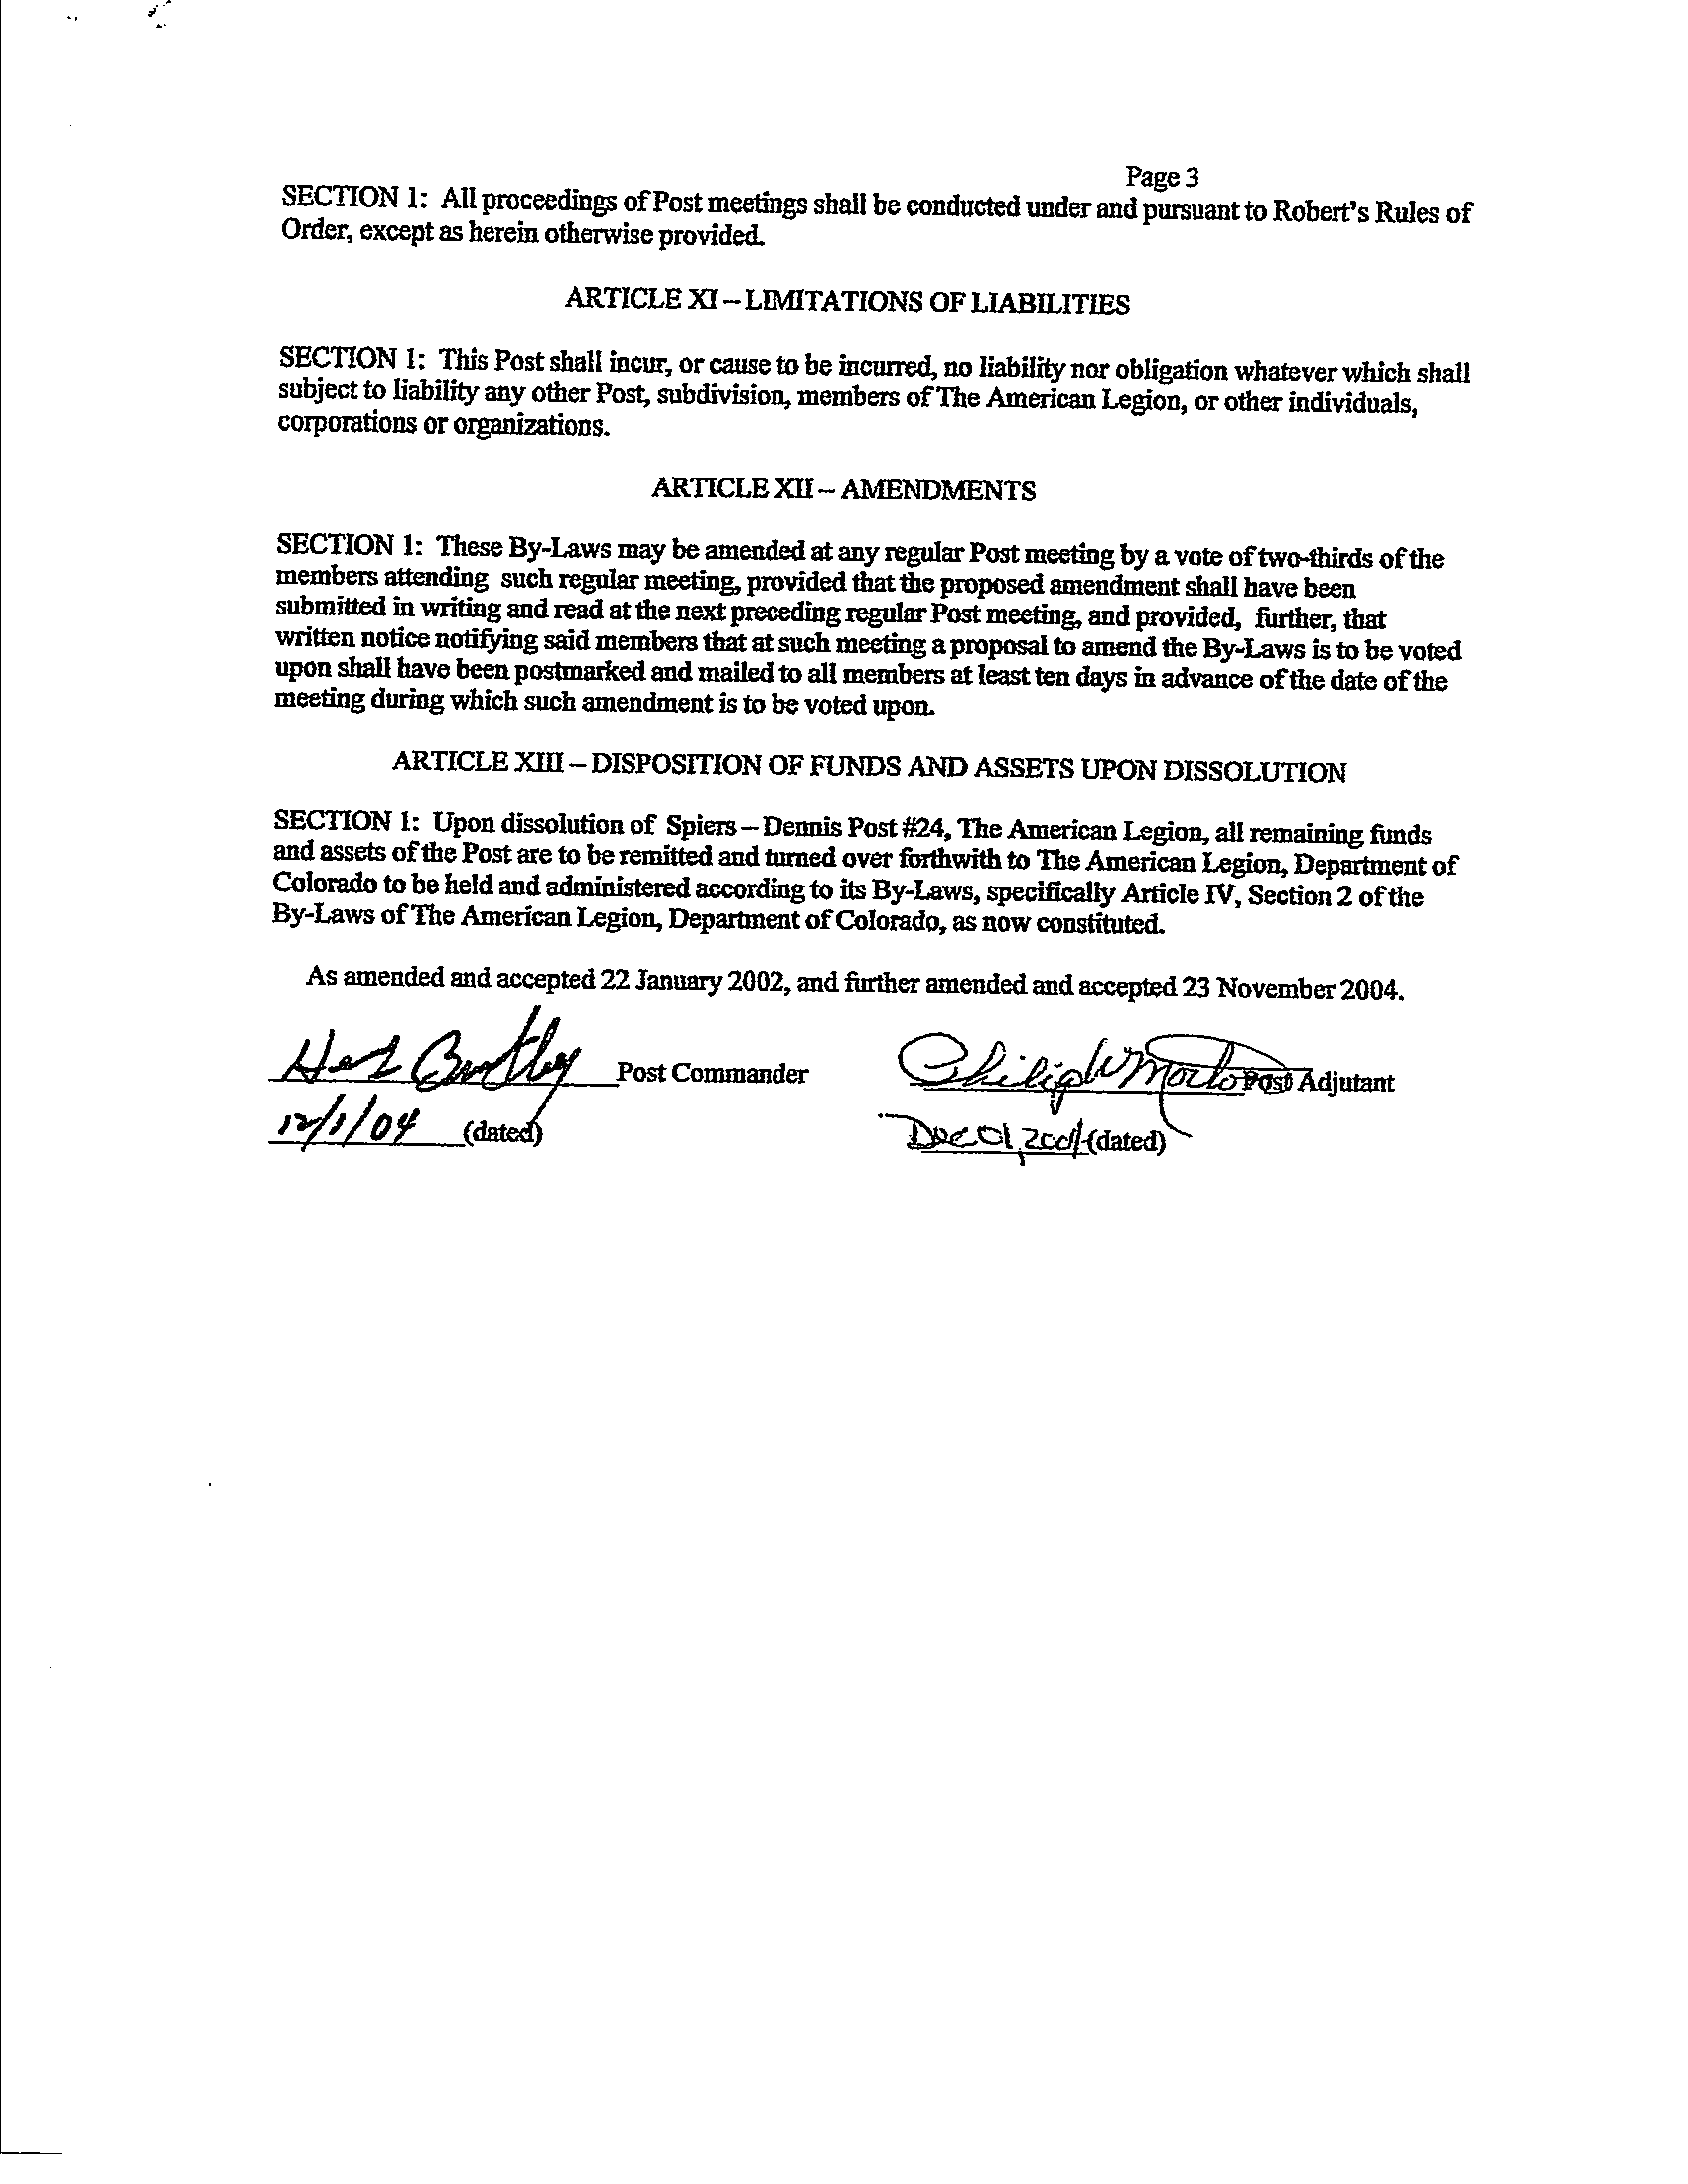 Page 3
SECTION 1: All proceedings of Post meetings shall be conducted under and pursuant to Robert's Rules of
Order, except as herein otherwise provided.
ARTICLE XI – LIMITATIONS OF LIABILITIES
SECTION 1: This Post shall incur, or cause to be incurred, no liability nor obligation whatever which shall
subject to liability any other Post, subdivision, members of The American Legion, or other individuals,
corporations or organizations.
ARTICLE XII – AMENDMENTS
SECTION 1: These By-Laws may be amended at any regular Post meeting by a vote of two-thirds of the
members attending such regular meeting, provided that the proposed amendment shall have been
submitted in writing and read at the next preceding regular Post meeting, and provided, further, that
written notice notifying said members that at such meeting a proposal to amend the By-Laws is to be voted
upon shall have been postmarked and mailed to all members at least ten days in advance of the date of the
meeting during which such amendment is to be voted upon.
ARTICLE XIII – DISPOSITION OF FUNDS AND ASSETS UPON DISSOLUTION
SECTION 1: Upon dissolution of Spiers – Dennis Post #24, The American Legion, all remaining funds
and assets of the Post are to be remitted and turned over forthwith to The American Legion, Department of
Colorado to be held and administered according to its By-Laws, specifically Article IV, Section 2 of the
By-Laws of The American Legion, Department of Colorado, as now constituted.
As amended and accepted 22 January 2002, and further amended and accepted 23 November 2004.
Post Commander Philip W Morto Post Adjutant
12/1/04 (dated) Dec 01, 2004 (dated)